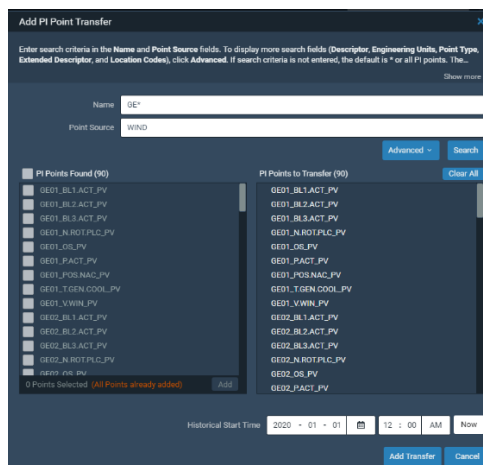 Add PI Point Transfer
Enter search criteria in the Name and Point Source fields. To display more search fields (Descriptor, Engineering Units, Point Type,
Extended Descriptor, and Location Codes), click Advanced. If search criteria is not entered, the default is * or all PI points. The...
Show more
Name GE*
Point Source WIND
Advanced Search
PI Points Found (90) PI Points to Transfer (90) Clear All
GE01_BL1.ACT_PV GE01_BL1.ACT_PV
GE01_BL2.ACT_PV GE01_BL2.ACT_PV
GE01_BL3.ACT_PV GE01_BL3.ACT_PV
GE01_N.ROT.PLC_PV GE01_N.ROT.PLC_PV
GE01_OS_PV GE01_OS_PV
GE01_P.ACT_PV GE01_P.ACT_PV
GE01_POS.NAC_PV GE01_POS.NAC_PV
GE01_T.GEN.COOL_PV GE01_T.GEN.COOL_PV
GE01_V.WIN_PV GE01_V.WIN_PV
GE02_BL1.ACT_PV GE02_BL1.ACT_PV
GE02_BL2.ACT_PV GE02_BL2.ACT_PV
GE02_BL3.ACT_PV GE02_BL3.ACT_PV
GE02_N.ROT.PLC_PV GE02_N.ROT.PLC_PV
GE02_OS_PV GE02_OS_PV
0 Points Selected (All Points already added) Add GE02_P.ACT_PV
Historical Start Time 2020 - 01 - 01 12 : 00 AM Now
Add Transfer Cancel